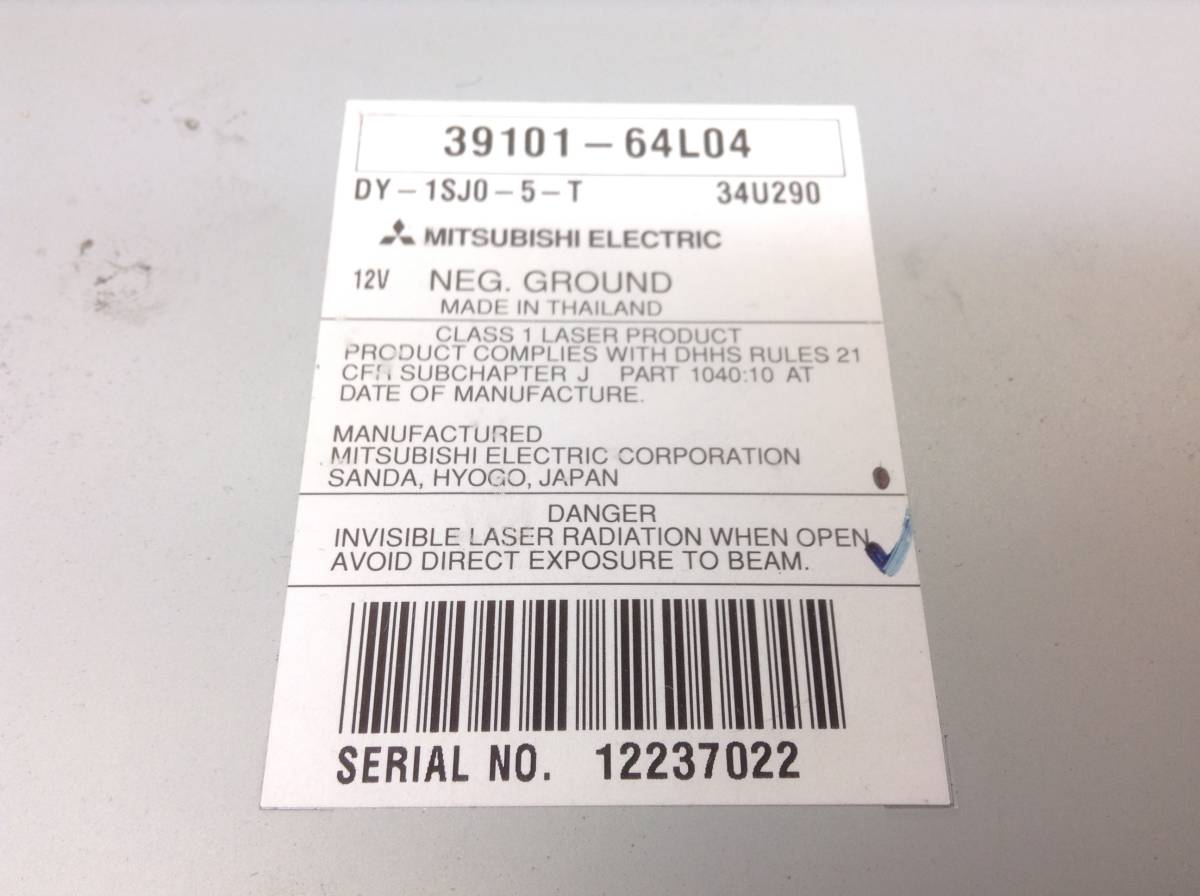 39101-64L04
DY-1SJ0-5-T 34U290
MITSUBISHI ELECTRIC
12V NEG. GROUND
MADE IN THAILAND
CLASS 1 LASER PRODUCT
PRODUCT COMPLIES WITH DHHS RULES 21
CFR SUBCHAPTER J PART 1040:10 AT
DATE OF MANUFACTURE.
MANUFACTURED
MITSUBISHI ELECTRIC CORPORATION
SANDA, HYOGO, JAPAN
DANGER
INVISIBLE LASER RADIATION WHEN OPEN
AVOID DIRECT EXPOSURE TO BEAM.
SERIAL NO. 12237022